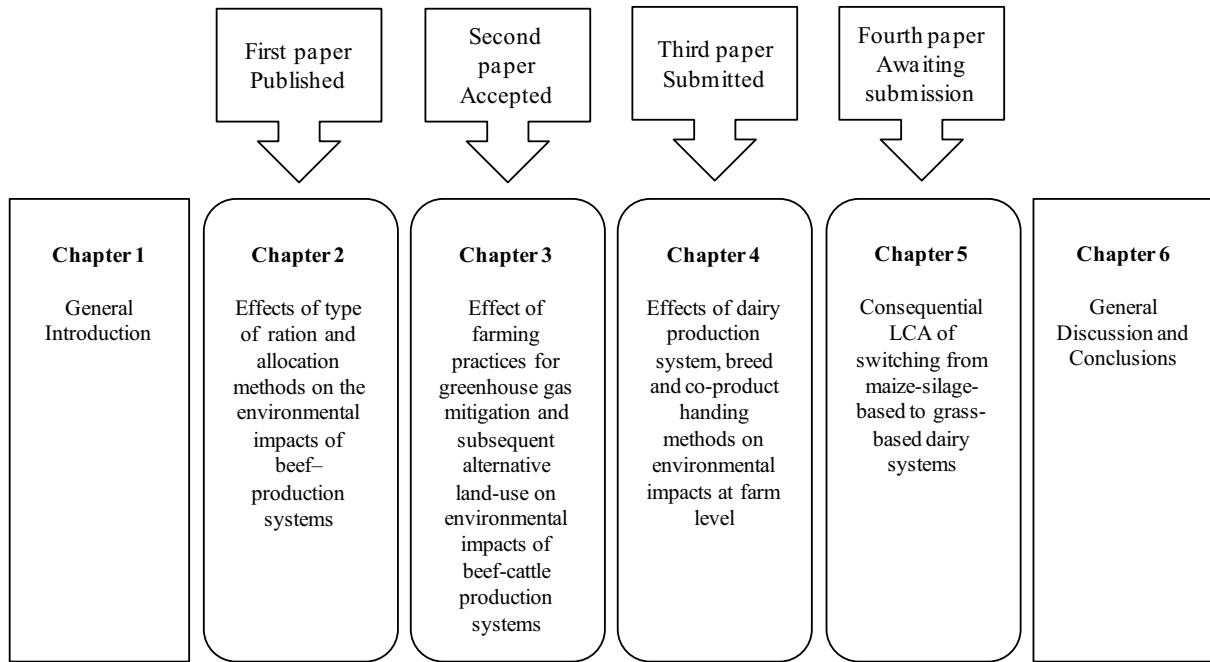 First paper
Published
Second
paper
Accepted
Third paper
Submitted
Fourth paper
Awaiting
submission
Chapter 1
General
Introduction
Chapter 2
Effects of type
of ration and
allocation
methods on the
environmental
impacts of
beef–
production
systems
Chapter 3
Effect of
farming
practices for
greenhouse gas
mitigation and
subsequent
alternative
land-use on
environmental
impacts of
beef-cattle
production
systems
Chapter 4
Effects of dairy
production
system, breed
and co-product
handing
methods on
environmental
impacts at farm
level
Chapter 5
Consequential
LCA of
switching from
maize-silage-
based to grass-
based dairy
systems
Chapter 6
General
Discussion and
Conclusions